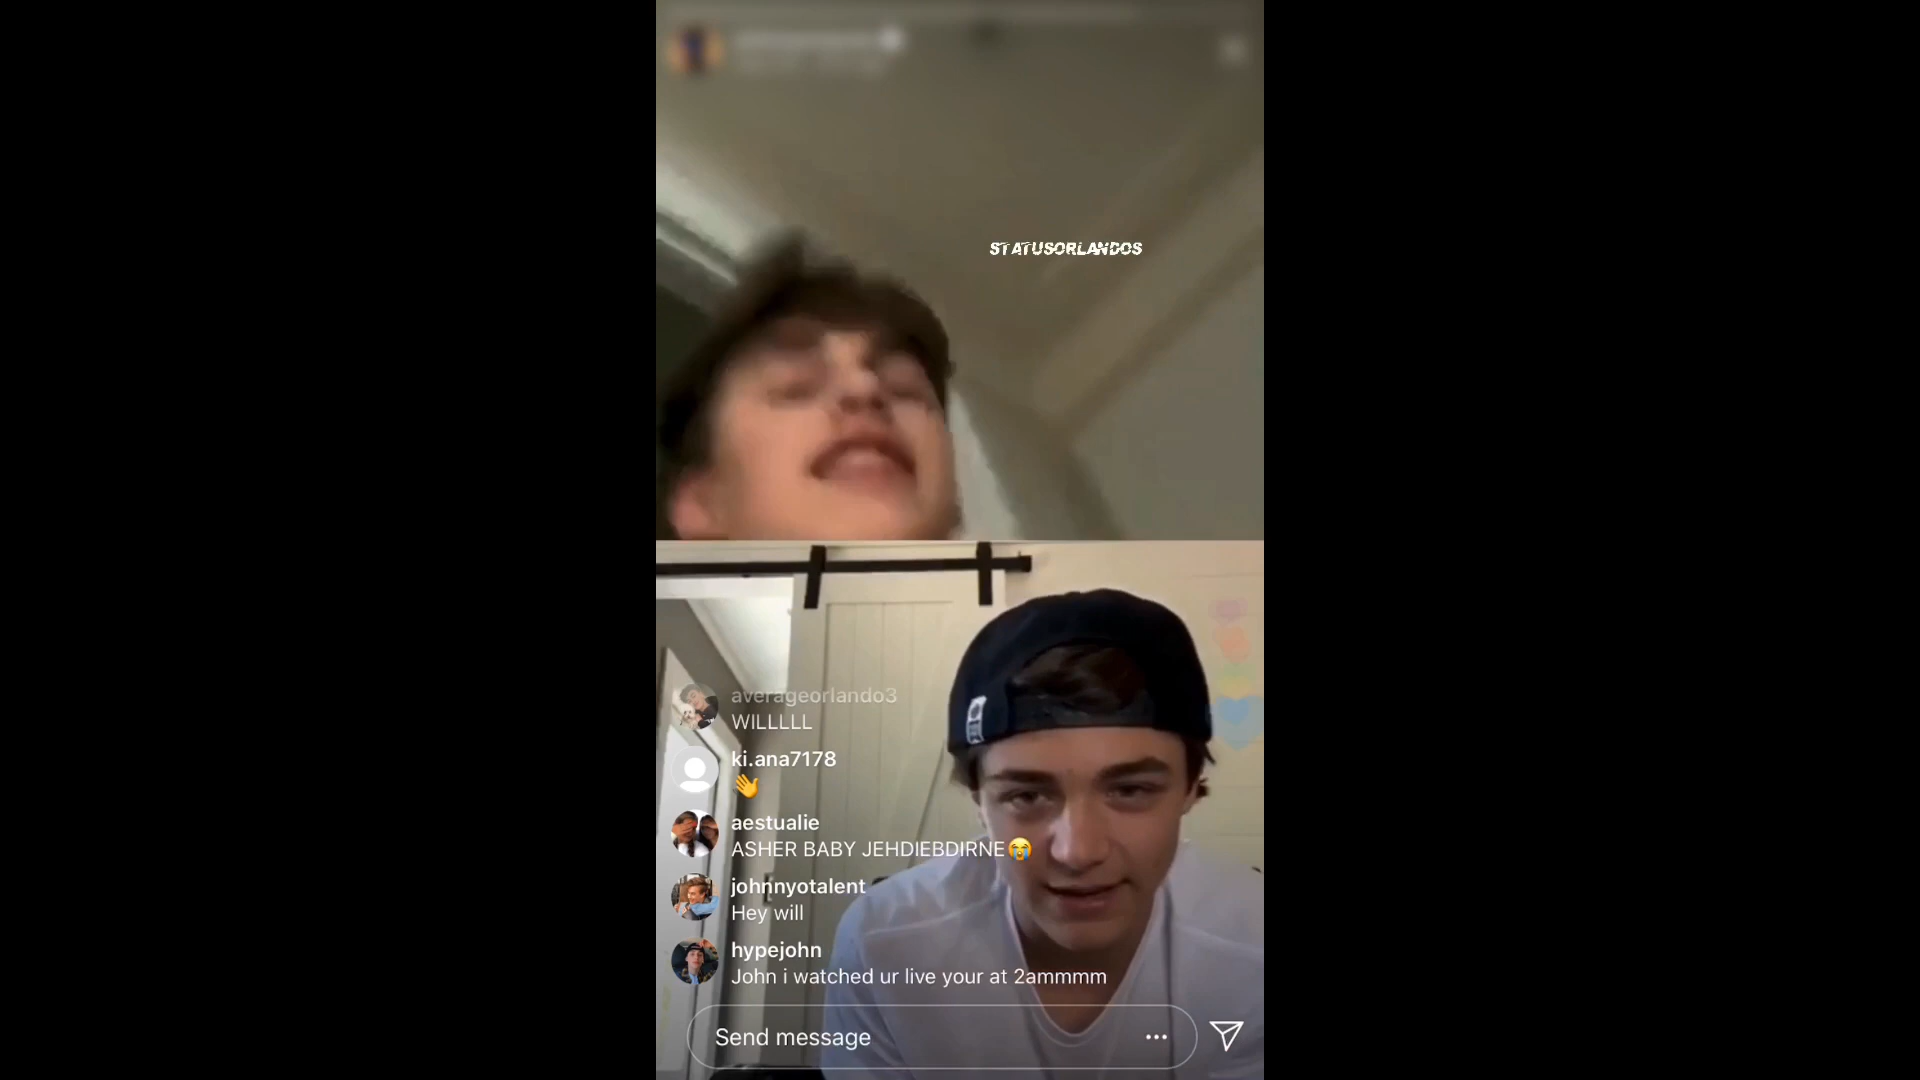 STATUSORLANDOS
averageorlando3
WILLLLL
ki.ana7178
👋
aestualie
ASHER BABY JEHDIEBDIRNE😭
johnnyotalent
Hey will
hypejohn
John i watched ur live your at 2ammmm
Send message